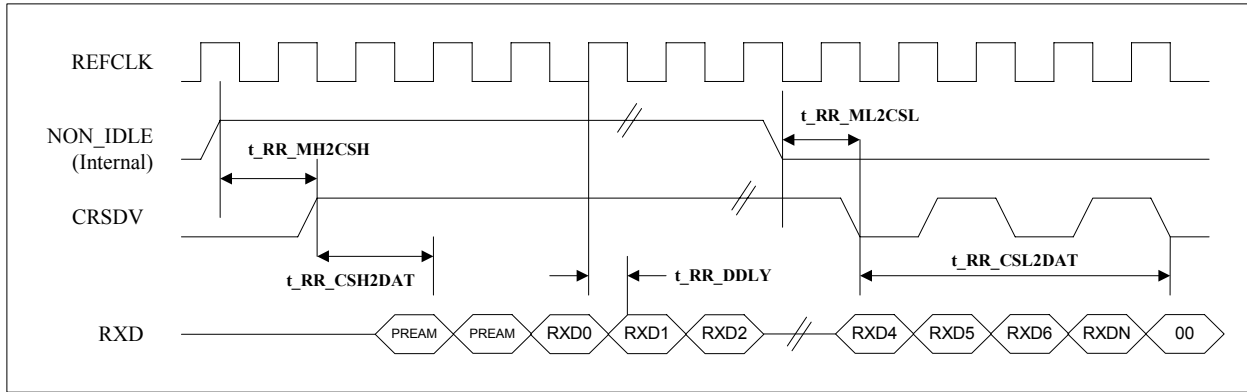 REFCLK
NON_IDLE
(Internal)
t_RR_ML2CSL
t_RR_MH2CSH
CRSDV
t_RR_CSH2DAT
t_RR_DDLY
t_RR_CSL2DAT
RXD PREAM PREAM RXD0 RXD1 RXD2 RXD4 RXD5 RXD6 RXDN 00